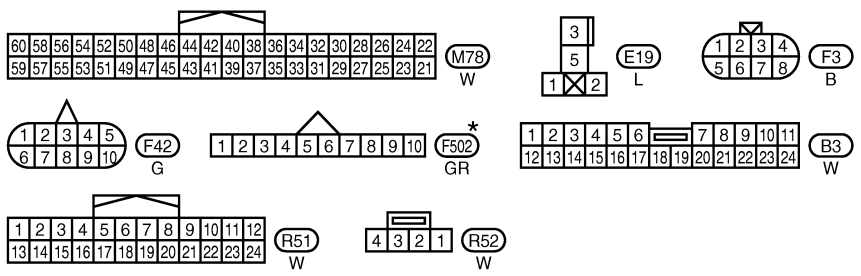 60 58 56 54 52 50 48 46 44 42 40 38 36 34 32 30 28 26 24 22
59 57 55 53 51 49 47 45 43 41 39 37 35 33 31 29 27 25 23 21
M78
W
3
5
1 2
E19
L
1 2 3 4
5 6 7 8
F3
B
1 2 3 4 5
6 7 8 9 10
F42
G
1 2 3 4 5 6 7 8 9 10
F502 *
GR
1 2 3 4 5 6 7 8 9 10 11
12 13 14 15 16 17 18 19 20 21 22 23 24
B3
W
1 2 3 4 5 6 7 8 9 10 11 12
13 14 15 16 17 18 19 20 21 22 23 24
R51
W
4 3 2 1
R52
W